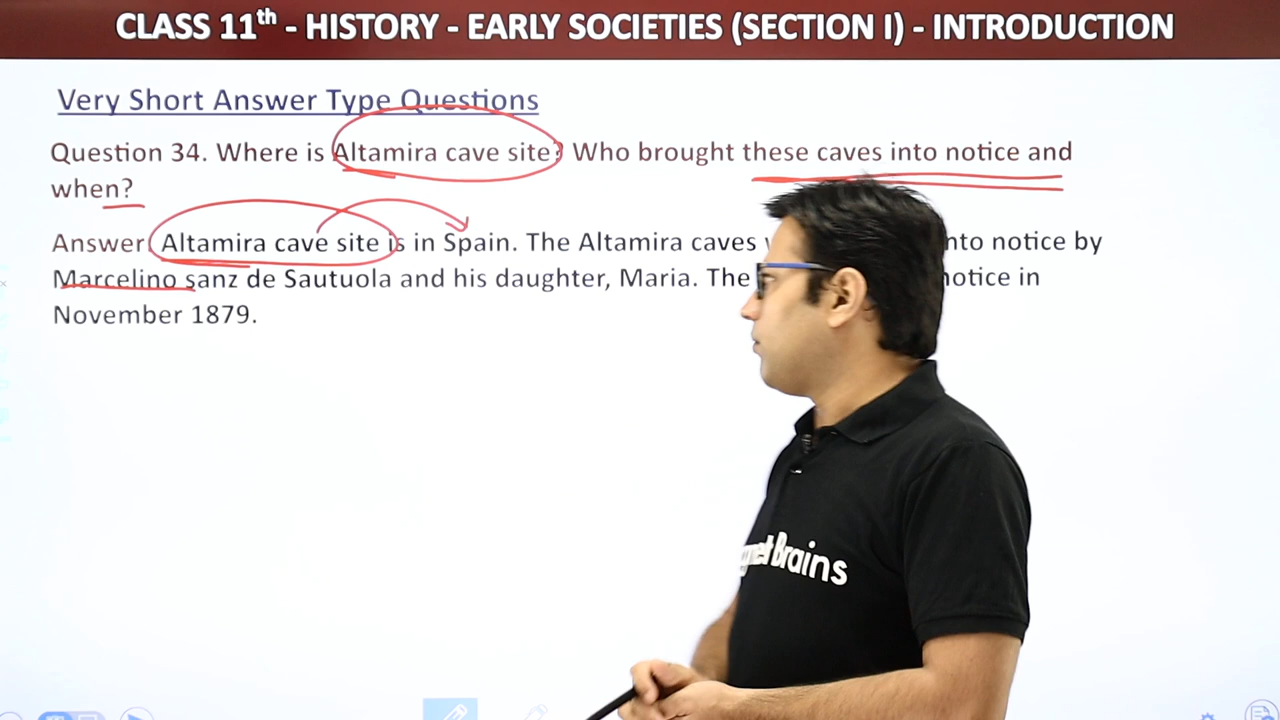 CLASS 11th - HISTORY - EARLY SOCIETIES (SECTION I) - INTRODUCTION
Very Short Answer Type Questions
Question 34. Where is Altamira cave site? Who brought these caves into notice and
when?
Answer Altamira cave site is in Spain. The Altamira caves nto notice by
Marcelino sanz de Sautuola and his daughter, Maria. The notice in
November 1879.
Brains